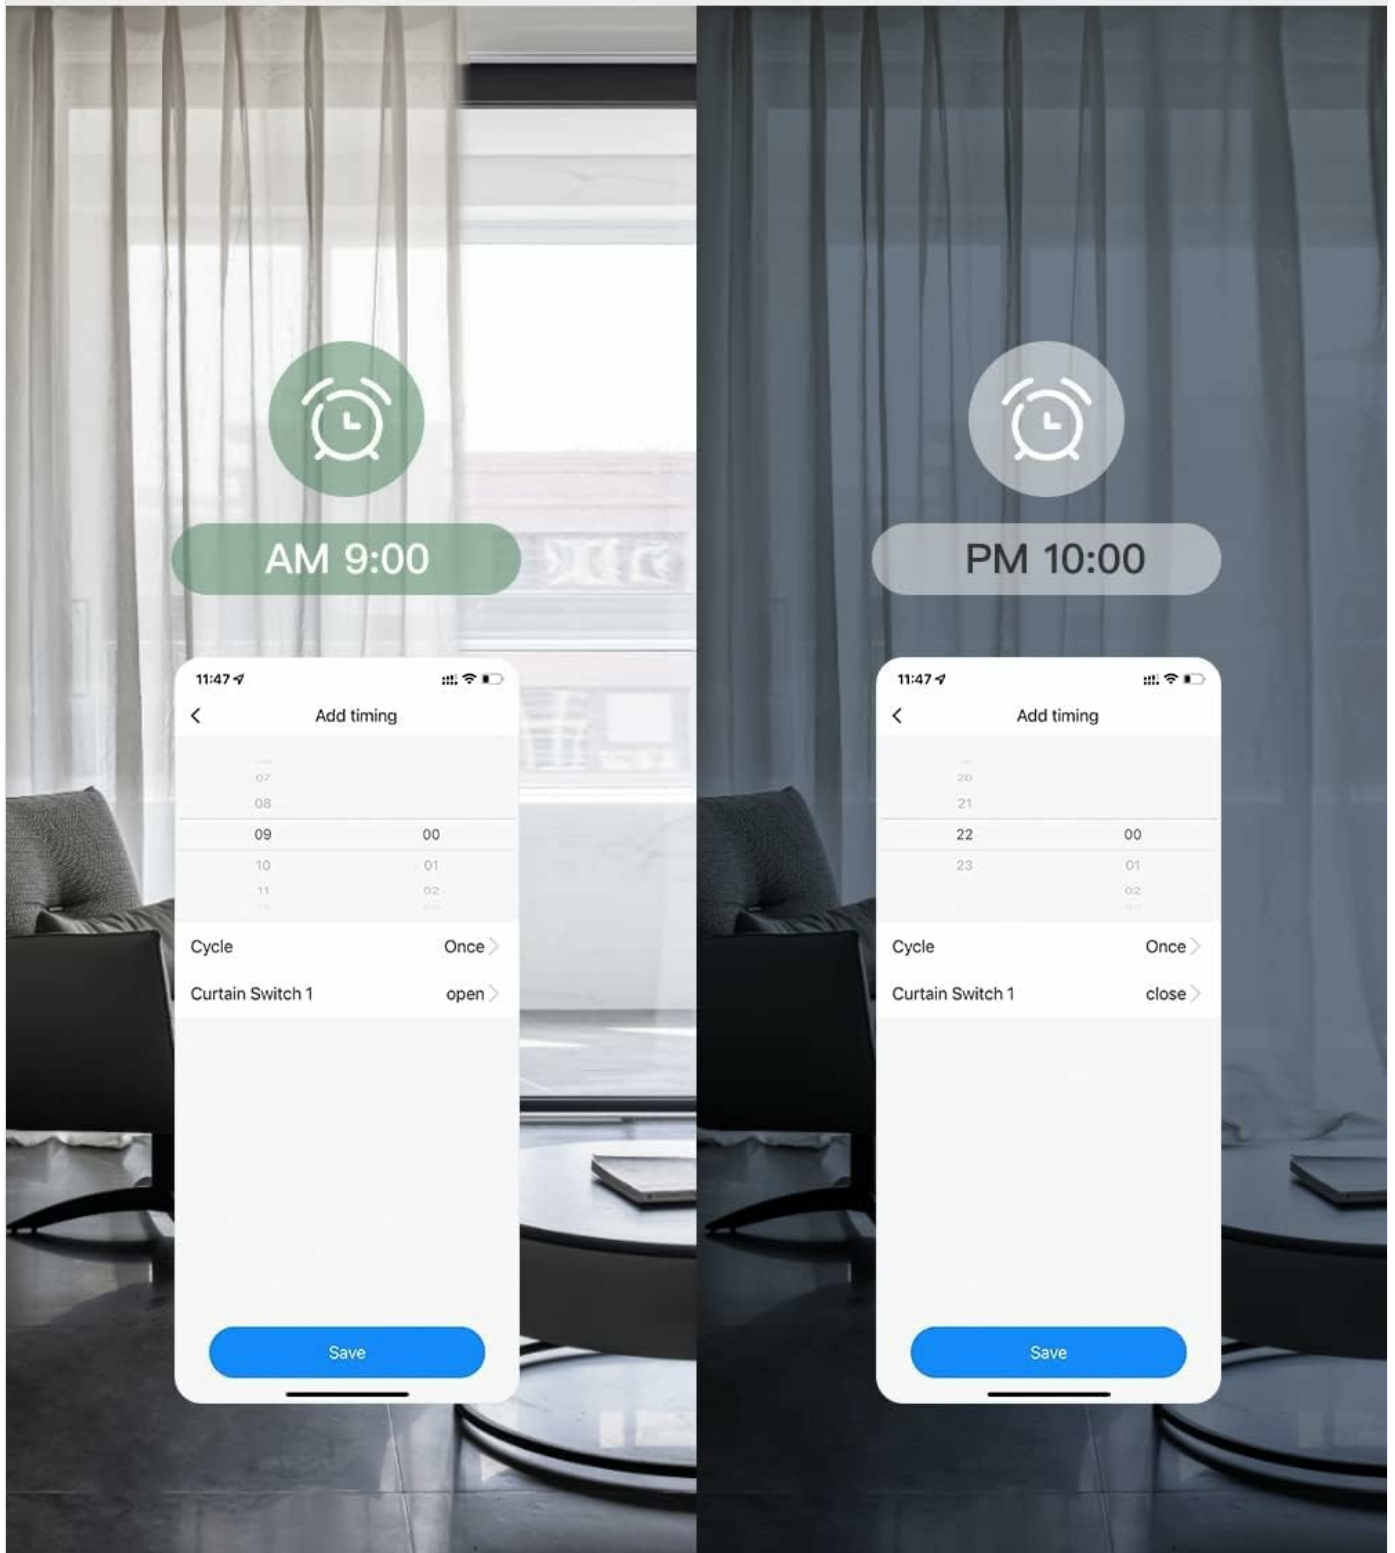 AM 9:00
11:47
Add timing
07
08
09 00
10 01
11 02
Cycle Once
Curtain Switch 1 open
Save
PM 10:00
11:47
Add timing
20
21
22 00
23 01
02
Cycle Once
Curtain Switch 1 close
Save